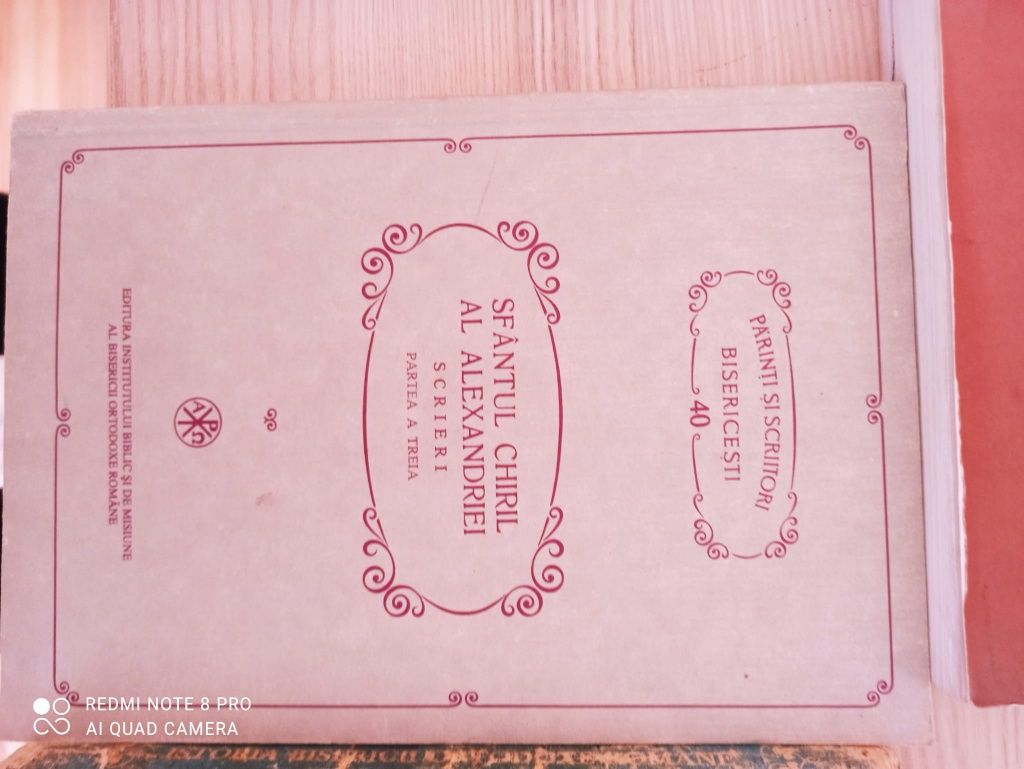 PĂRINȚI ȘI SCRIITORI
BISERICEȘTI
40
SFÂNTUL CHIRIL
AL ALEXANDRIEI
SCRIERI
PARTEA A TREIA
APΩ
EDITURA INSTITUTULUI BIBLIC ȘI DE MISIUNE
AL BISERICII ORTODOXE ROMÂNE
REDMI NOTE 8 PRO
AI QUAD CAMERA